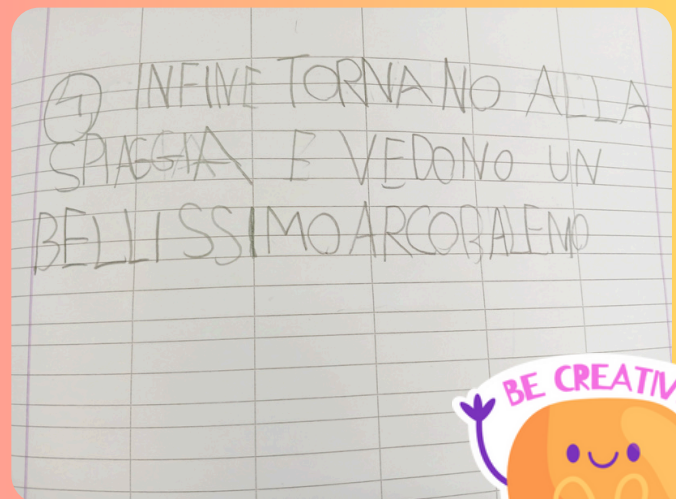 ④ INFINE TORNANO ALLA
SPIAGGIA E VEDONO UN
BELLISSIMO ARCOBALENO
BE CREATIV